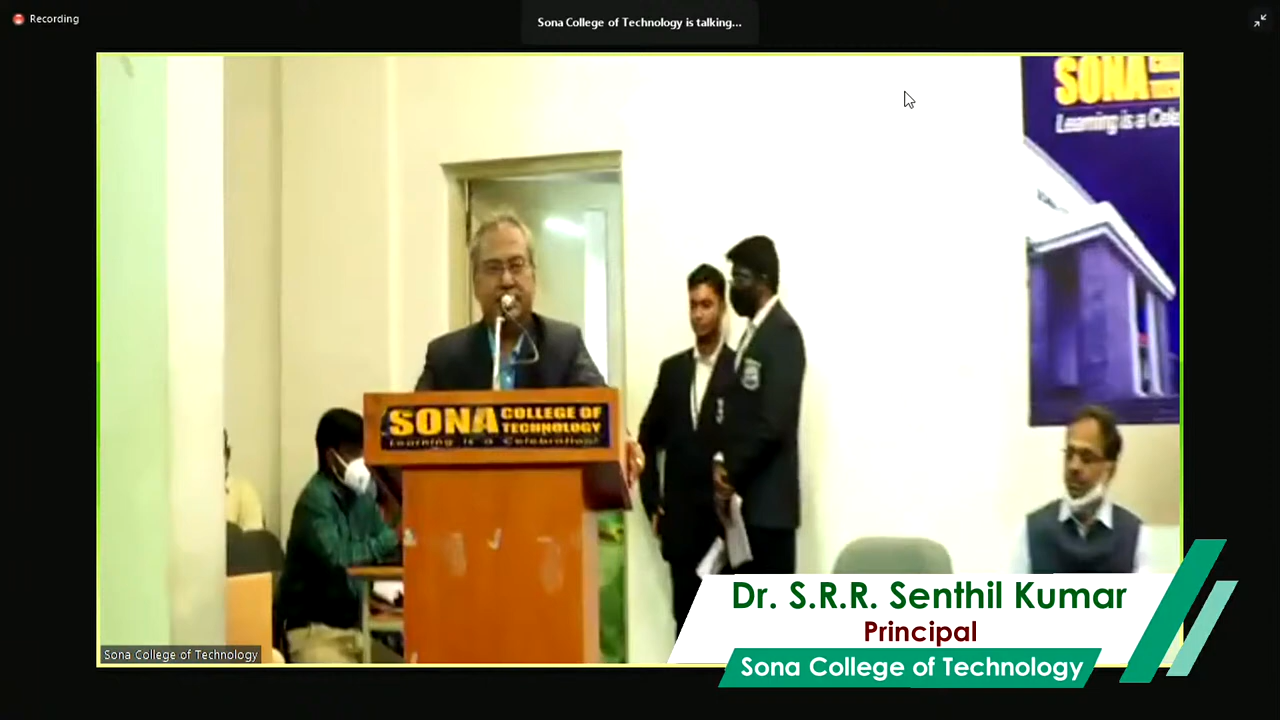 Recording
Sona College of Technology is talking...
SONA
Learning is a
SONA COLLEGE OF
TECHNOLOGY
Learning is a Celebration!
Dr. S.R.R. Senthil Kumar
Principal
Sona College of Technology
Sona College of Technology